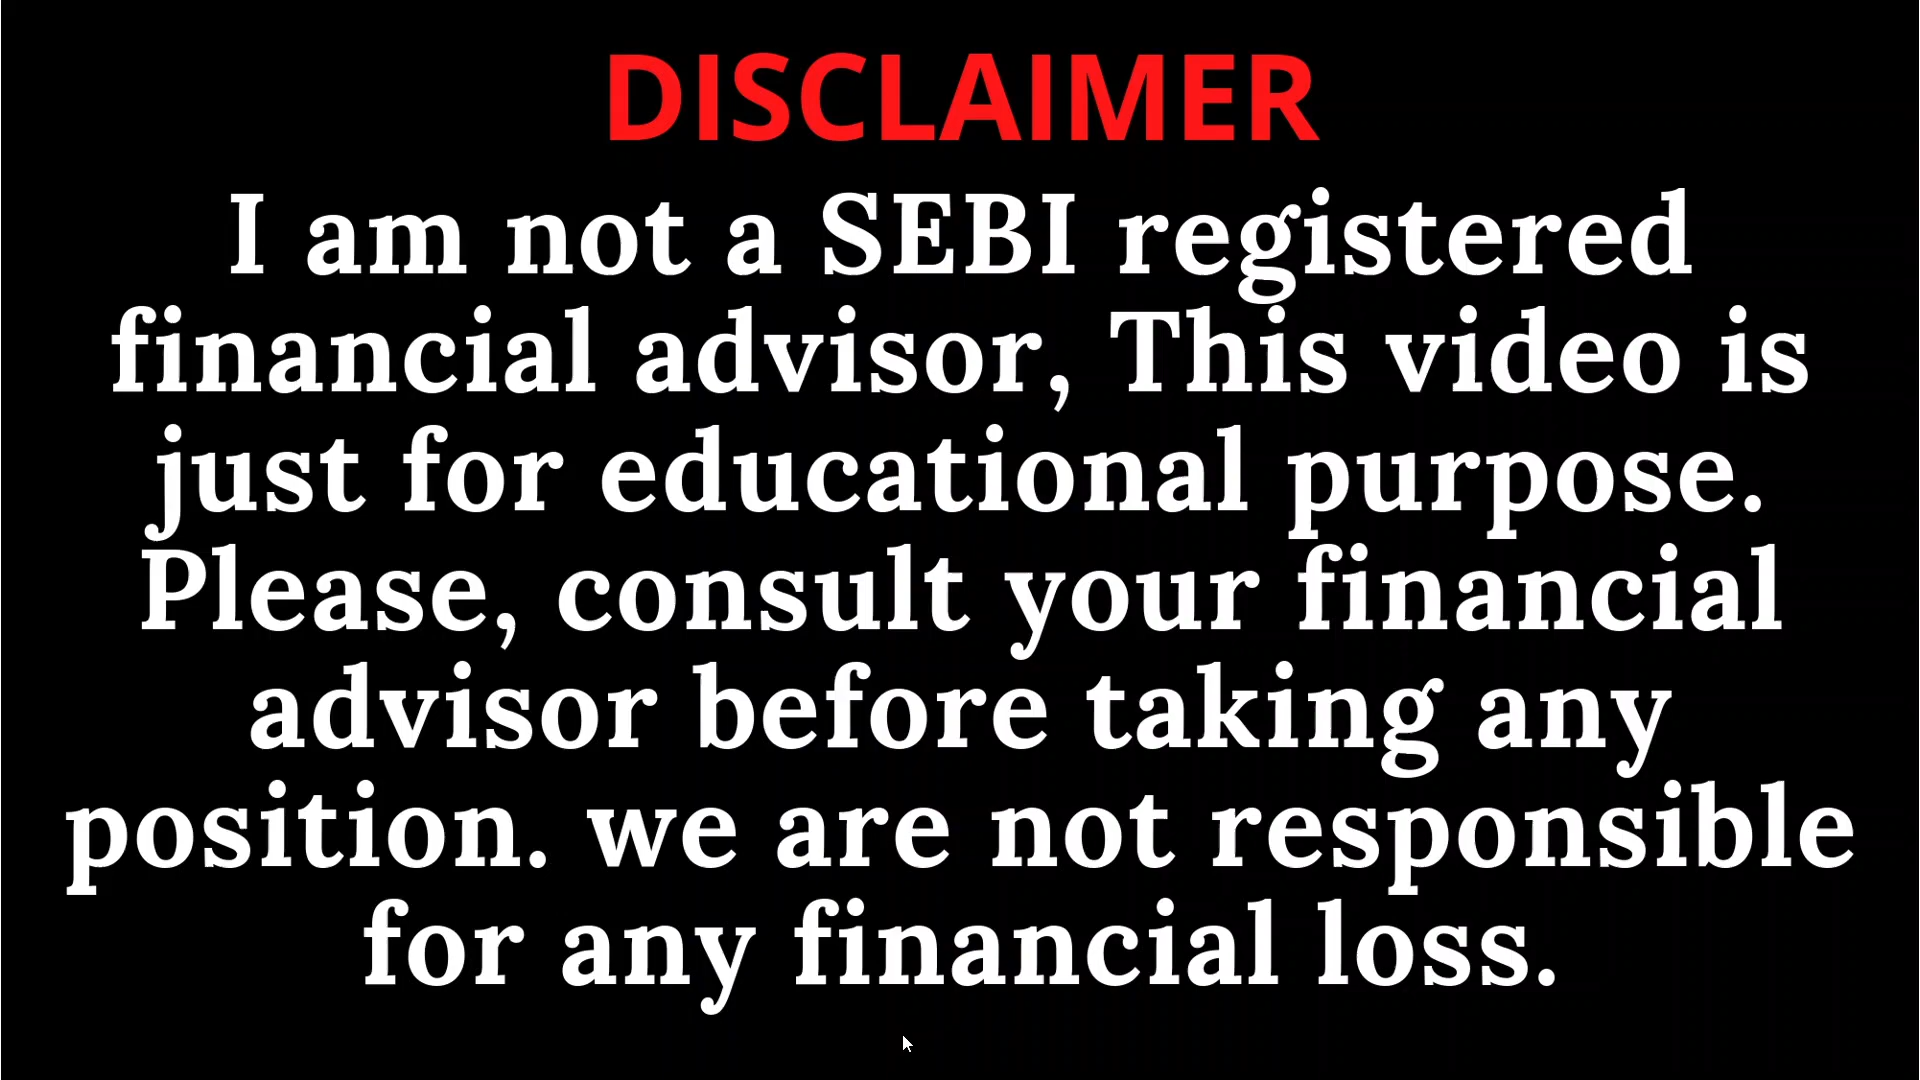 DISCLAIMER
I am not a SEBI registered
financial advisor, This video is
just for educational purpose.
Please, consult your financial
advisor before taking any
position. we are not responsible
for any financial loss.